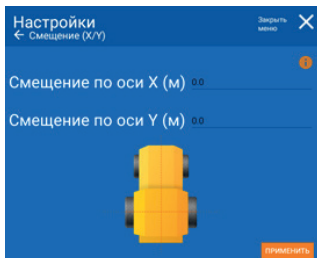 Настройки
Закрыть меню
← Смещение (X/Y)
Смещение по оси X (м) 0.0
Смещение по оси Y (м) 0.0
ПРИМЕНИТЬ